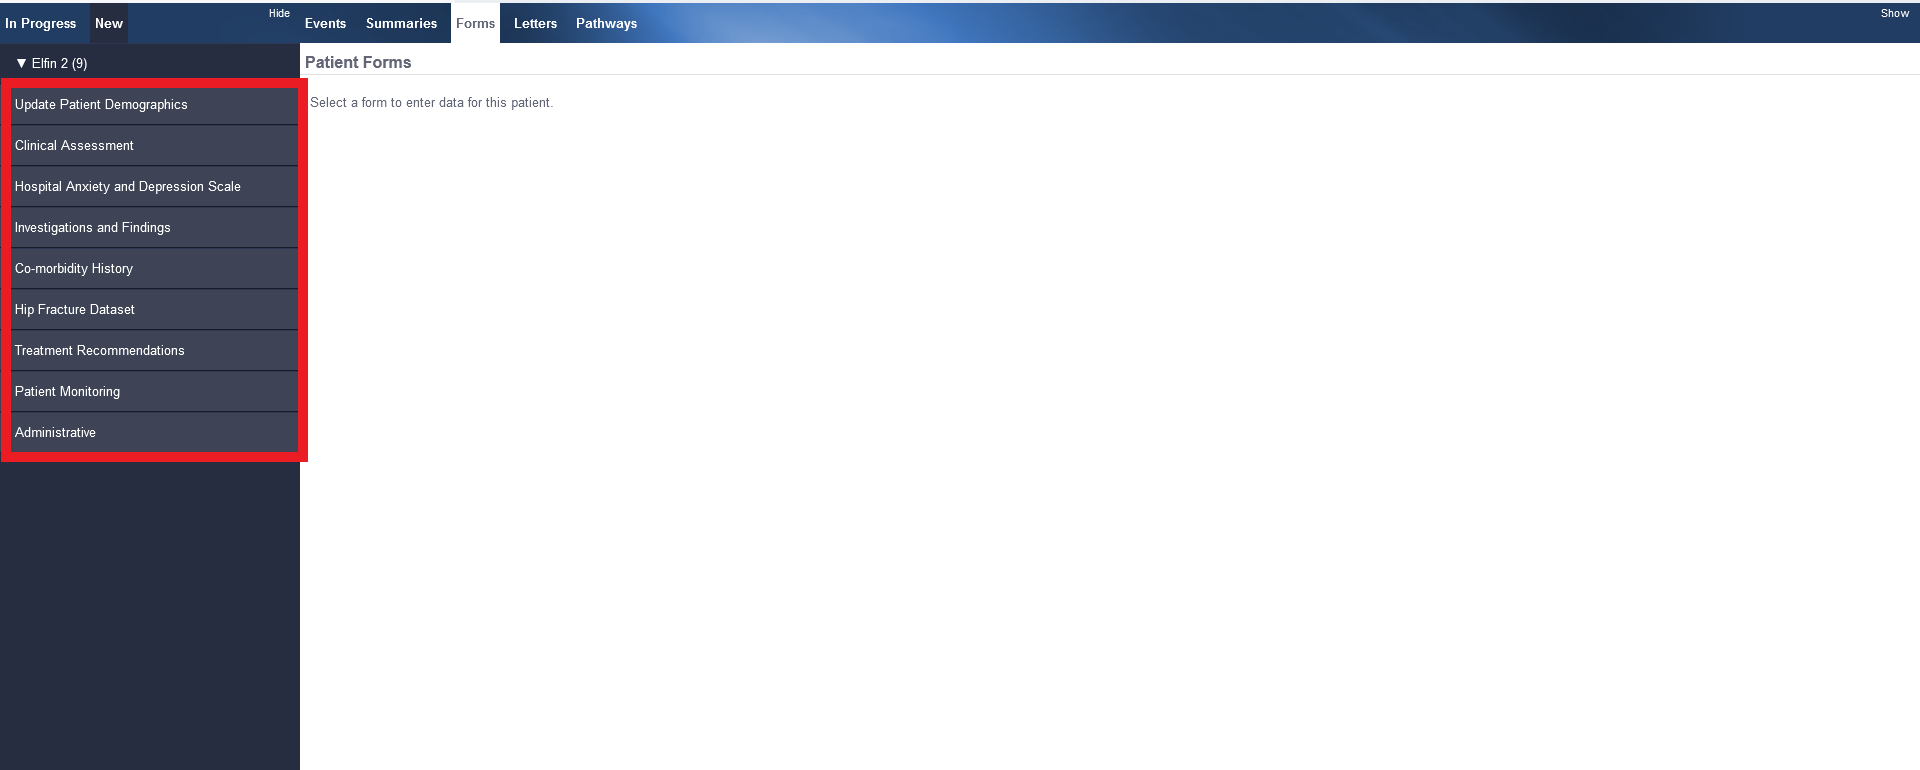 In Progress New Hide Events Summaries Forms Letters Pathways Show
▼ Elfin 2 (9)
Patient Forms
Update Patient Demographics
Select a form to enter data for this patient.
Clinical Assessment
Hospital Anxiety and Depression Scale
Investigations and Findings
Co-morbidity History
Hip Fracture Dataset
Treatment Recommendations
Patient Monitoring
Administrative